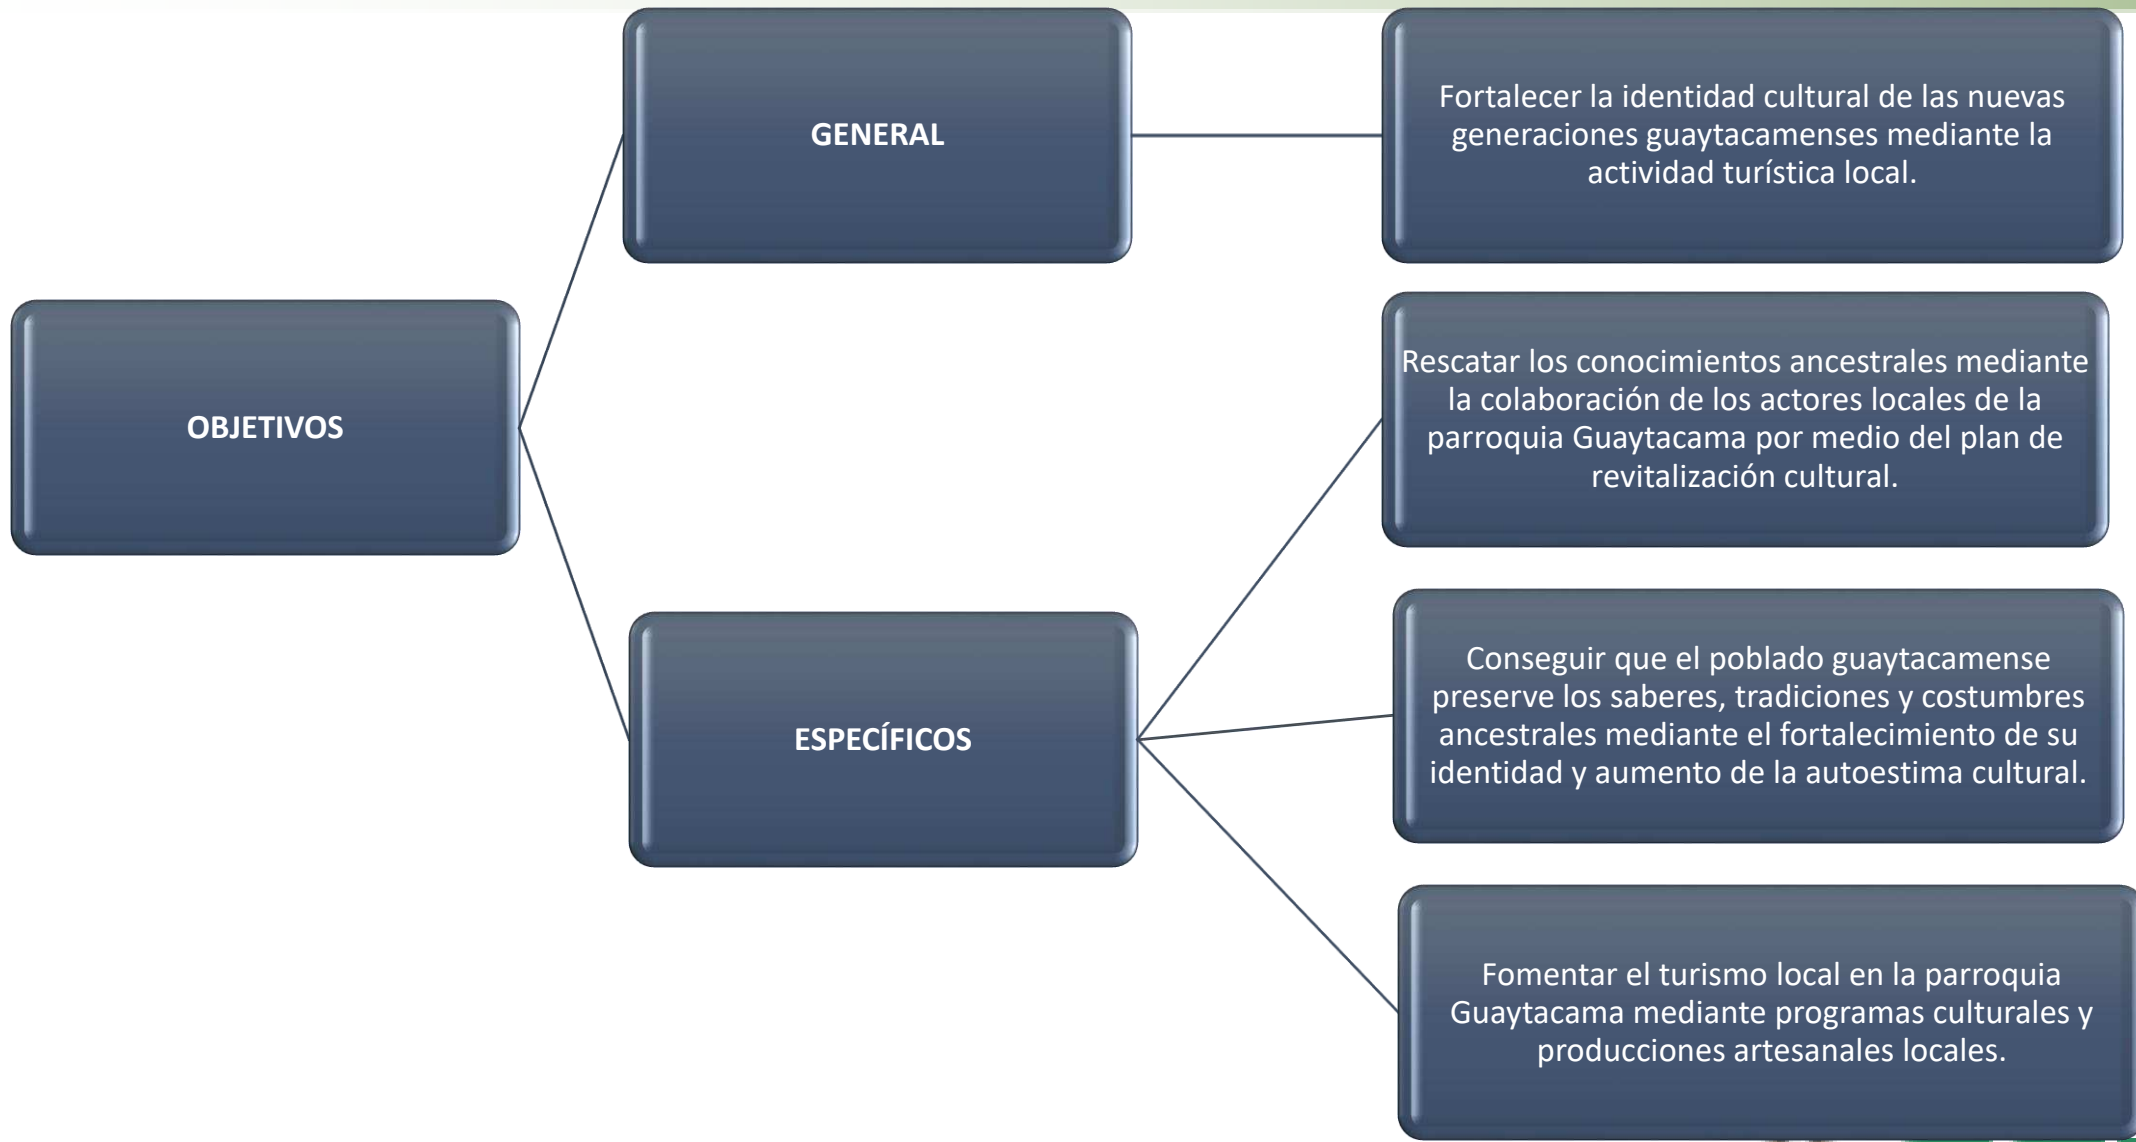 OBJETIVOS
GENERAL
Fortalecer la identidad cultural de las nuevas
generaciones guaytacamenses mediante la
actividad turística local.
ESPECÍFICOS
Rescatar los conocimientos ancestrales mediante
la colaboración de los actores locales de la
parroquia Guaytacama por medio del plan de
revitalización cultural.
Conseguir que el poblado guaytacamense
preserve los saberes, tradiciones y costumbres
ancestrales mediante el fortalecimiento de su
identidad y aumento de la autoestima cultural.
Fomentar el turismo local en la parroquia
Guaytacama mediante programas culturales y
producciones artesanales locales.